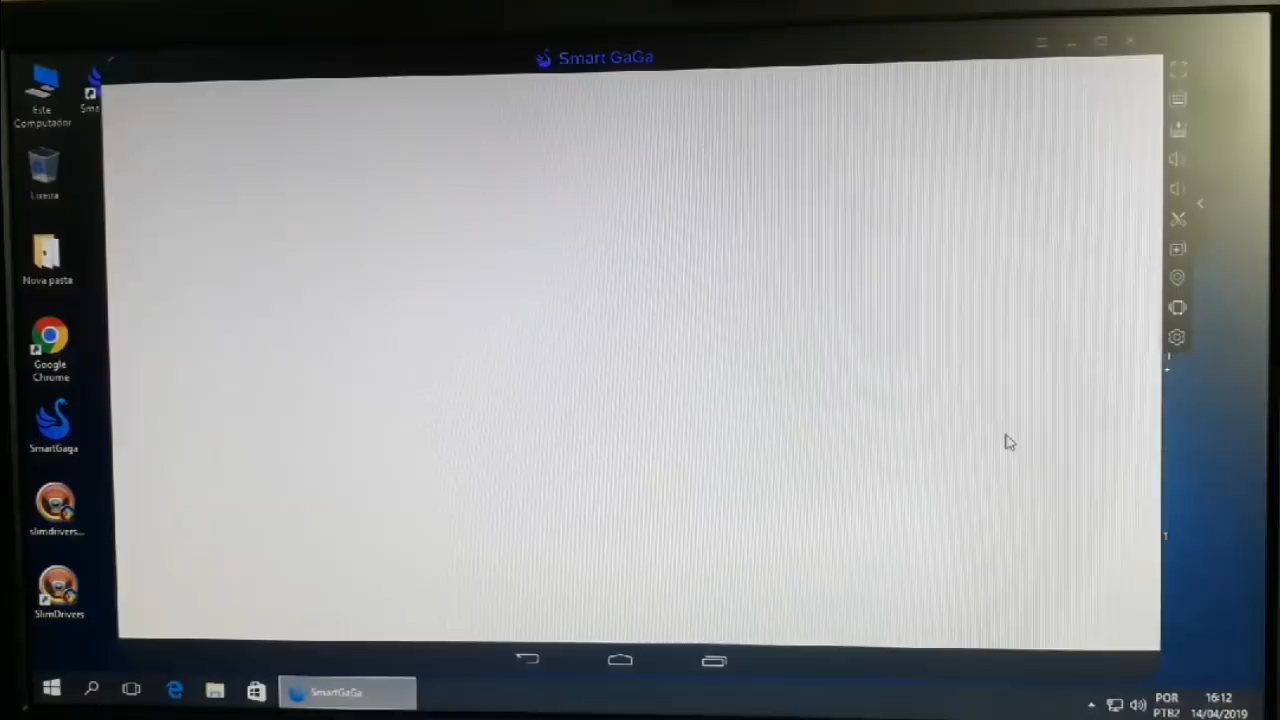 Smart GaGa
Este
Computador
Sma
Lixeira
Nova pasta
Google
Chrome
SmartGaga
slimdrivers...
SlimDrivers
SmartGaGa
POR
PTB2
16:12
14/04/2019